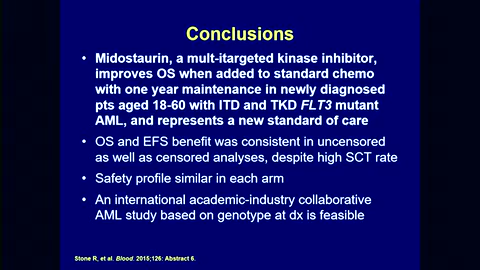 Conclusions
• Midostaurin, a mult-itargeted kinase inhibitor,
improves OS when added to standard chemo
with one year maintenance in newly diagnosed
pts aged 18-60 with ITD and TKD FLT3 mutant
AML, and represents a new standard of care
• OS and EFS benefit was consistent in uncensored
as well as censored analyses, despite high SCT rate
• Safety profile similar in each arm
• An international academic-industry collaborative
AML study based on genotype at dx is feasible
Stone R, et al. Blood. 2015;126: Abstract 6.